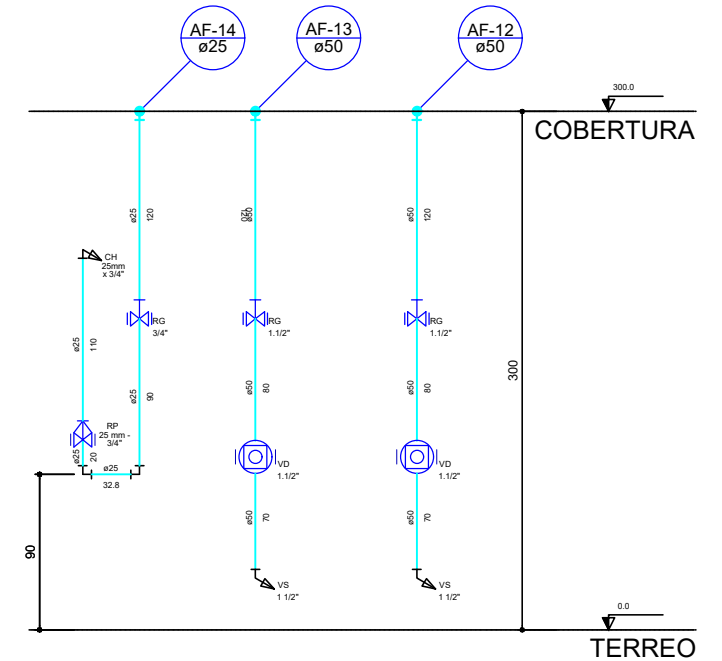 AF-14
ø25
AF-13
ø50
AF-12
ø50
300.0
COBERTURA
ø25
120
ø50
120
ø50
120
CH
25mm
x 3/4"
RG
3/4"
RG
1.1/2"
RG
1.1/2"
ø25
110
ø25
90
ø50
80
ø50
80
300
RP
25 mm -
3/4"
ø25
20
ø25
32.8
VD
1.1/2"
VD
1.1/2"
ø50
70
ø50
70
90
VS
1 1/2"
VS
1 1/2"
0.0
TERREO